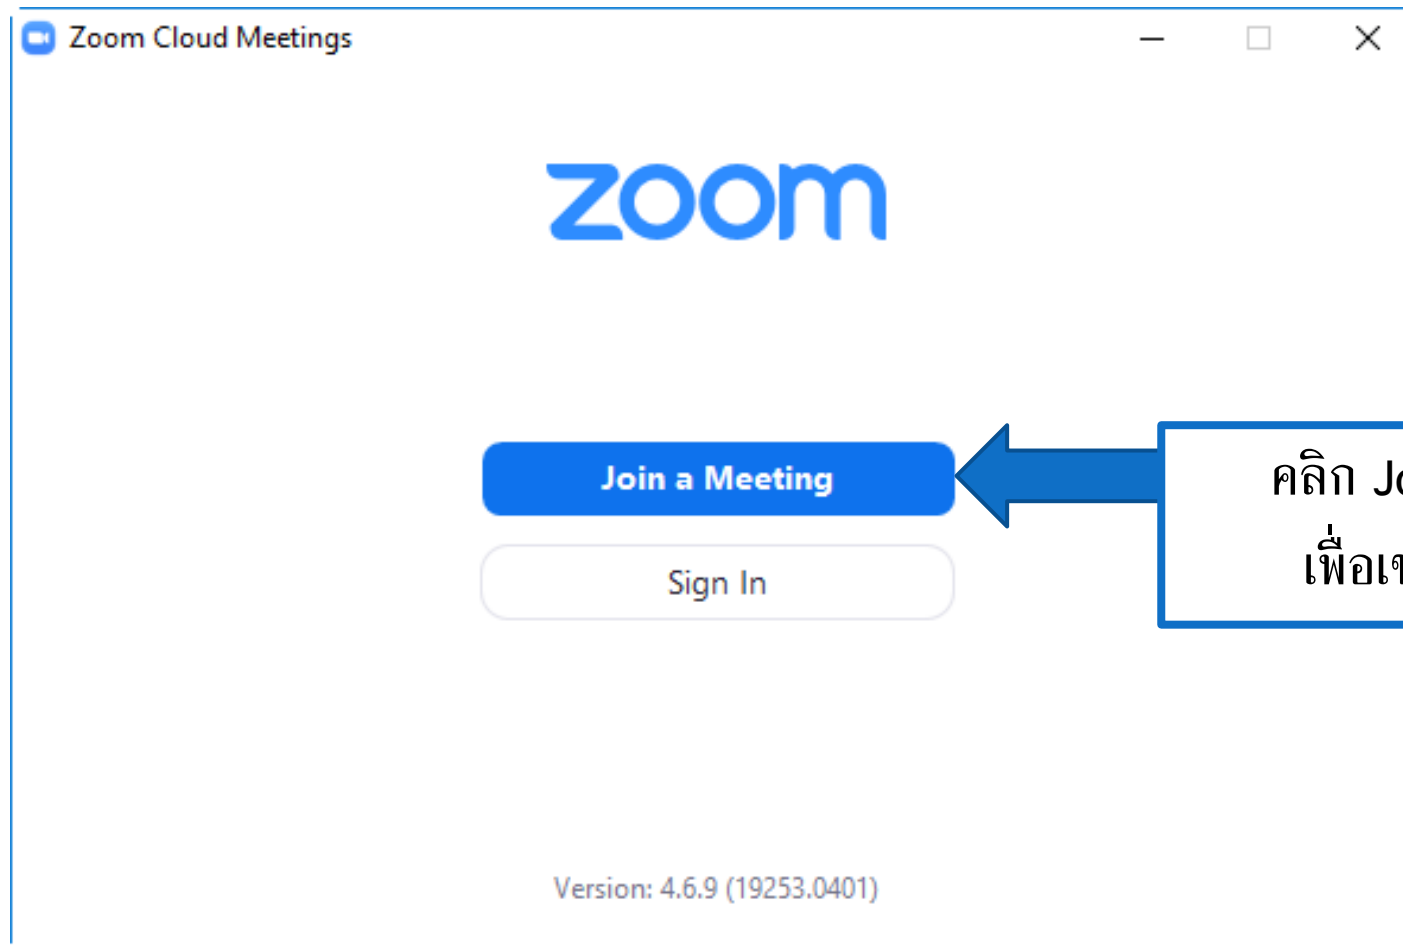 Zoom Cloud Meetings
zoom
Join a Meeting
คลิก
Sign In
Version: 4.6.9 (19253.0401)